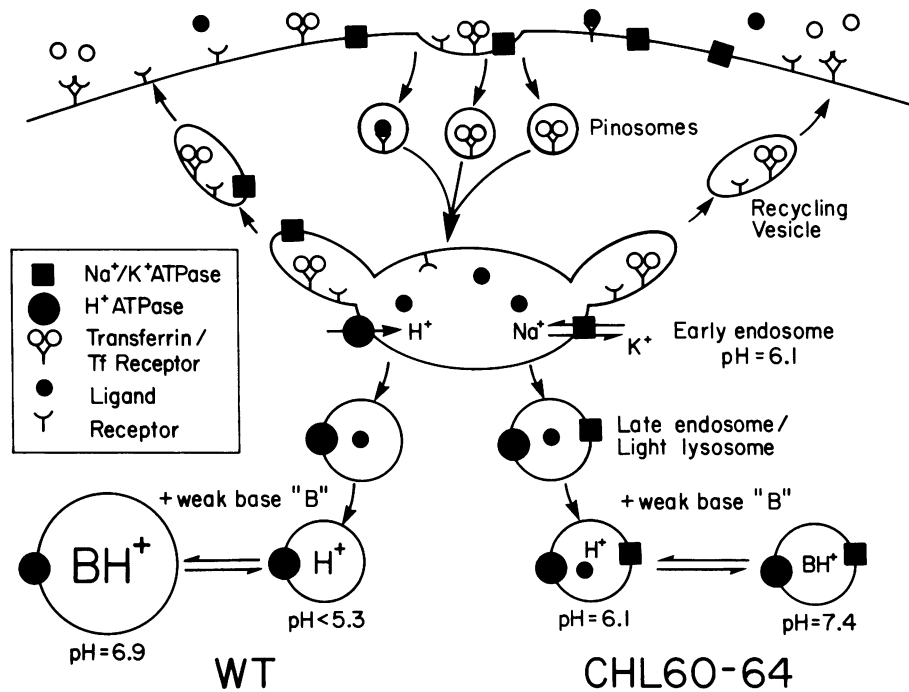 Pinosomes
Recycling
Vesicle
Na⁺/K⁺ATPase
H⁺ATPase
Transferrin/
Tf Receptor
Ligand
Receptor
H⁺
Na⁺
K⁺
Early endosome
pH=6.1
Late endosome/
Light lysosome
+weak base "B"
+weak base "B"
BH⁺
H⁺
H⁺
BH⁺
pH=6.9
pH<5.3
pH=6.1
pH=7.4
WT
CHL60-64